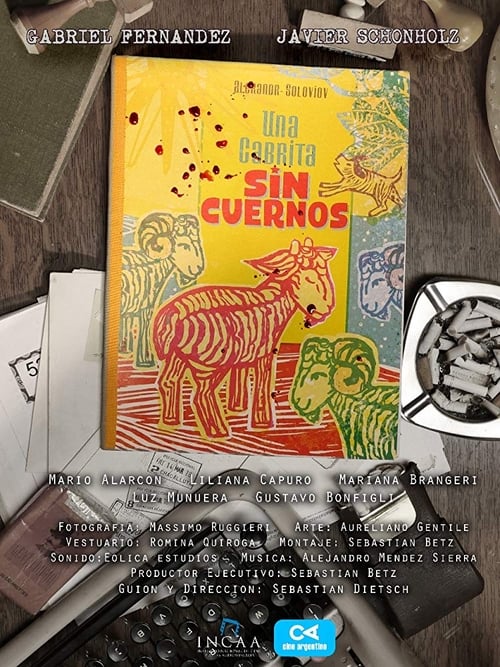 GABRIEL FERNANDEZ JAVIER SCHONHOLZ
ALEKANDR-SOLOVIOV
UNA
CABRITA
SIN
CUERNOS
MARIO ALARCON LILIANA CAPURO MARIANA BRANGERI
LUZ MUNUERA GUSTAVO BONFIGLI
FOTOGRAFIA: MASSIMO RUGGIERI ARTE: AURELIANO GENTILE
VESTUARIO: ROMINA QUIROGA MONTAJE: SEBASTIAN BETZ
SONIDO:EOLICA ESTUDIOS MUSICA: ALEJANDRO MENDEZ SIERRA
PRODUCTOR EJECUTIVO: SEBASTIAN BETZ
GUION Y DIRECCION: SEBASTIAN DIETSCH
INCAA
CA
cine argentino